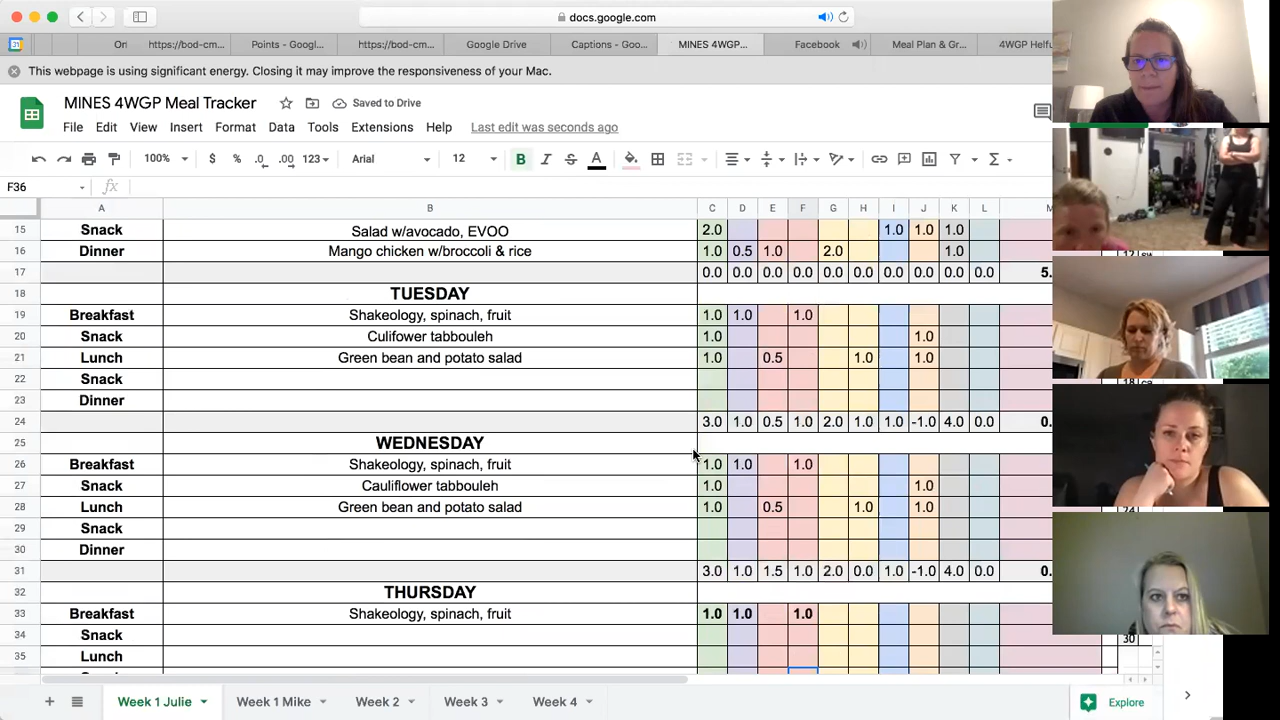 docs.google.com
Ori https://bod-cm... Points - Googl... https://bod-cm... Google Drive Captions - Goo... MINES 4WGP... Facebook Meal Plan & Gr...
This webpage is using significant energy. Closing it may improve the responsiveness of your Mac.
MINES 4WGP Meal Tracker Saved to Drive
File Edit View Insert Format Data Tools Extensions Help Last edit was seconds ago
100% $ % .0 .00 123 Arial 12 B I S A
F36 fx
A B C D E F G H I J K L
15 Snack Salad w/avocado, EVOO 2.0 1.0 1.0 1.0
16 Dinner Mango chicken w/broccoli & rice 1.0 0.5 1.0 2.0 1.0
17 0.0 0.0 0.0 0.0 0.0 0.0 0.0 0.0 0.0 0.0 5.
18 TUESDAY
19 Breakfast Shakeology, spinach, fruit 1.0 1.0 1.0
20 Snack Culifower tabbouleh 1.0 1.0
21 Lunch Green bean and potato salad 1.0 0.5 1.0 1.0
22 Snack
23 Dinner
24 3.0 1.0 0.5 1.0 2.0 1.0 1.0 -1.0 4.0 0.0 0.
25 WEDNESDAY
26 Breakfast Shakeology, spinach, fruit 1.0 1.0 1.0
27 Snack Cauliflower tabbouleh 1.0 1.0
28 Lunch Green bean and potato salad 1.0 0.5 1.0 1.0
29 Snack
30 Dinner
31 3.0 1.0 1.5 1.0 2.0 0.0 1.0 -1.0 4.0 0.0 0.
32 THURSDAY
33 Breakfast Shakeology, spinach, fruit 1.0 1.0 1.0
34 Snack 30
35 Lunch
Week 1 Julie Week 1 Mike Week 2 Week 3 Week 4 Explore